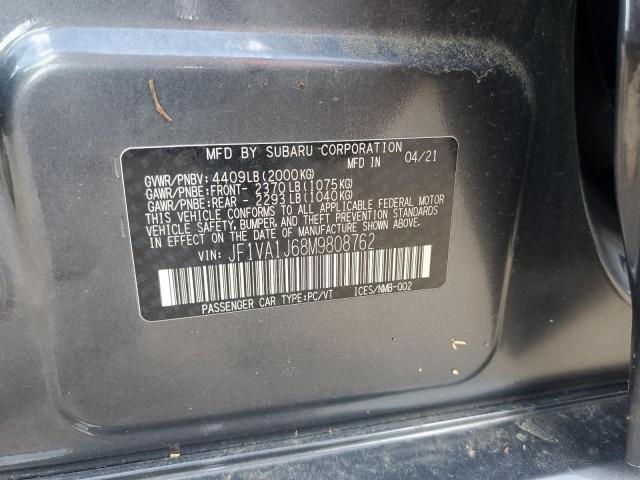 MFD BY SUBARU CORPORATION
MFD IN 04/21
GVWR/PNBV: 4409LB(2000KG)
GAWR/PNBE:FRONT- 2370LB(1075KG)
GAWR/PNBE:REAR - 2293LB(1040KG)
THIS VEHICLE CONFORMS TO ALL APPLICABLE FEDERAL MOTOR
VEHICLE SAFETY, BUMPER, AND THEFT PREVENTION STANDARDS
IN EFFECT ON THE DATE OF MANUFACTURE SHOWN ABOVE.
VIN: JF1VA1J68M9808762
PASSENGER CAR TYPE:PC/VT ICES/NMB-002